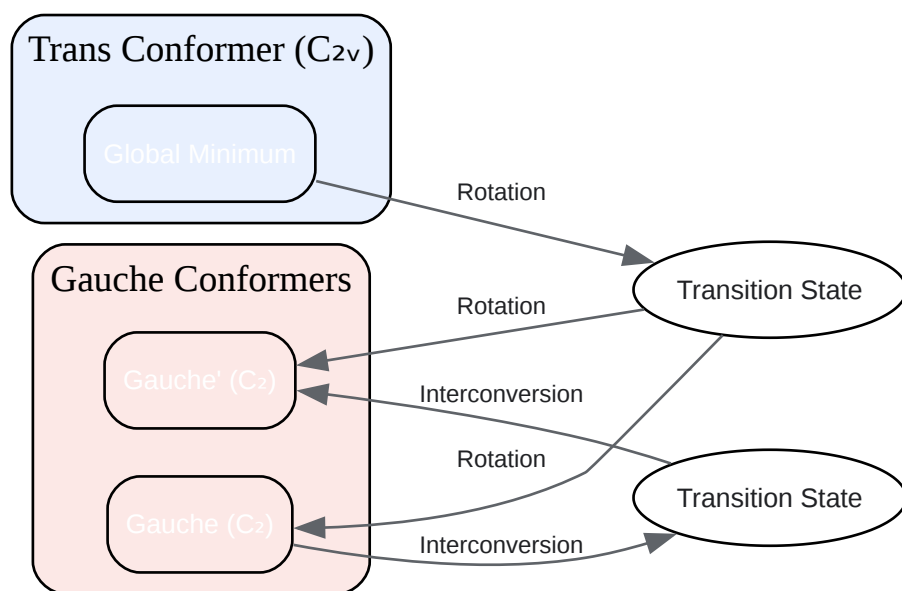 Trans Conformer (C₂ᵥ)
Global Minimum
Rotation
Gauche Conformers
Transition State
Rotation
Gauche' (C₂)
Interconversion
Rotation
Transition State
Gauche (C₂)
Interconversion